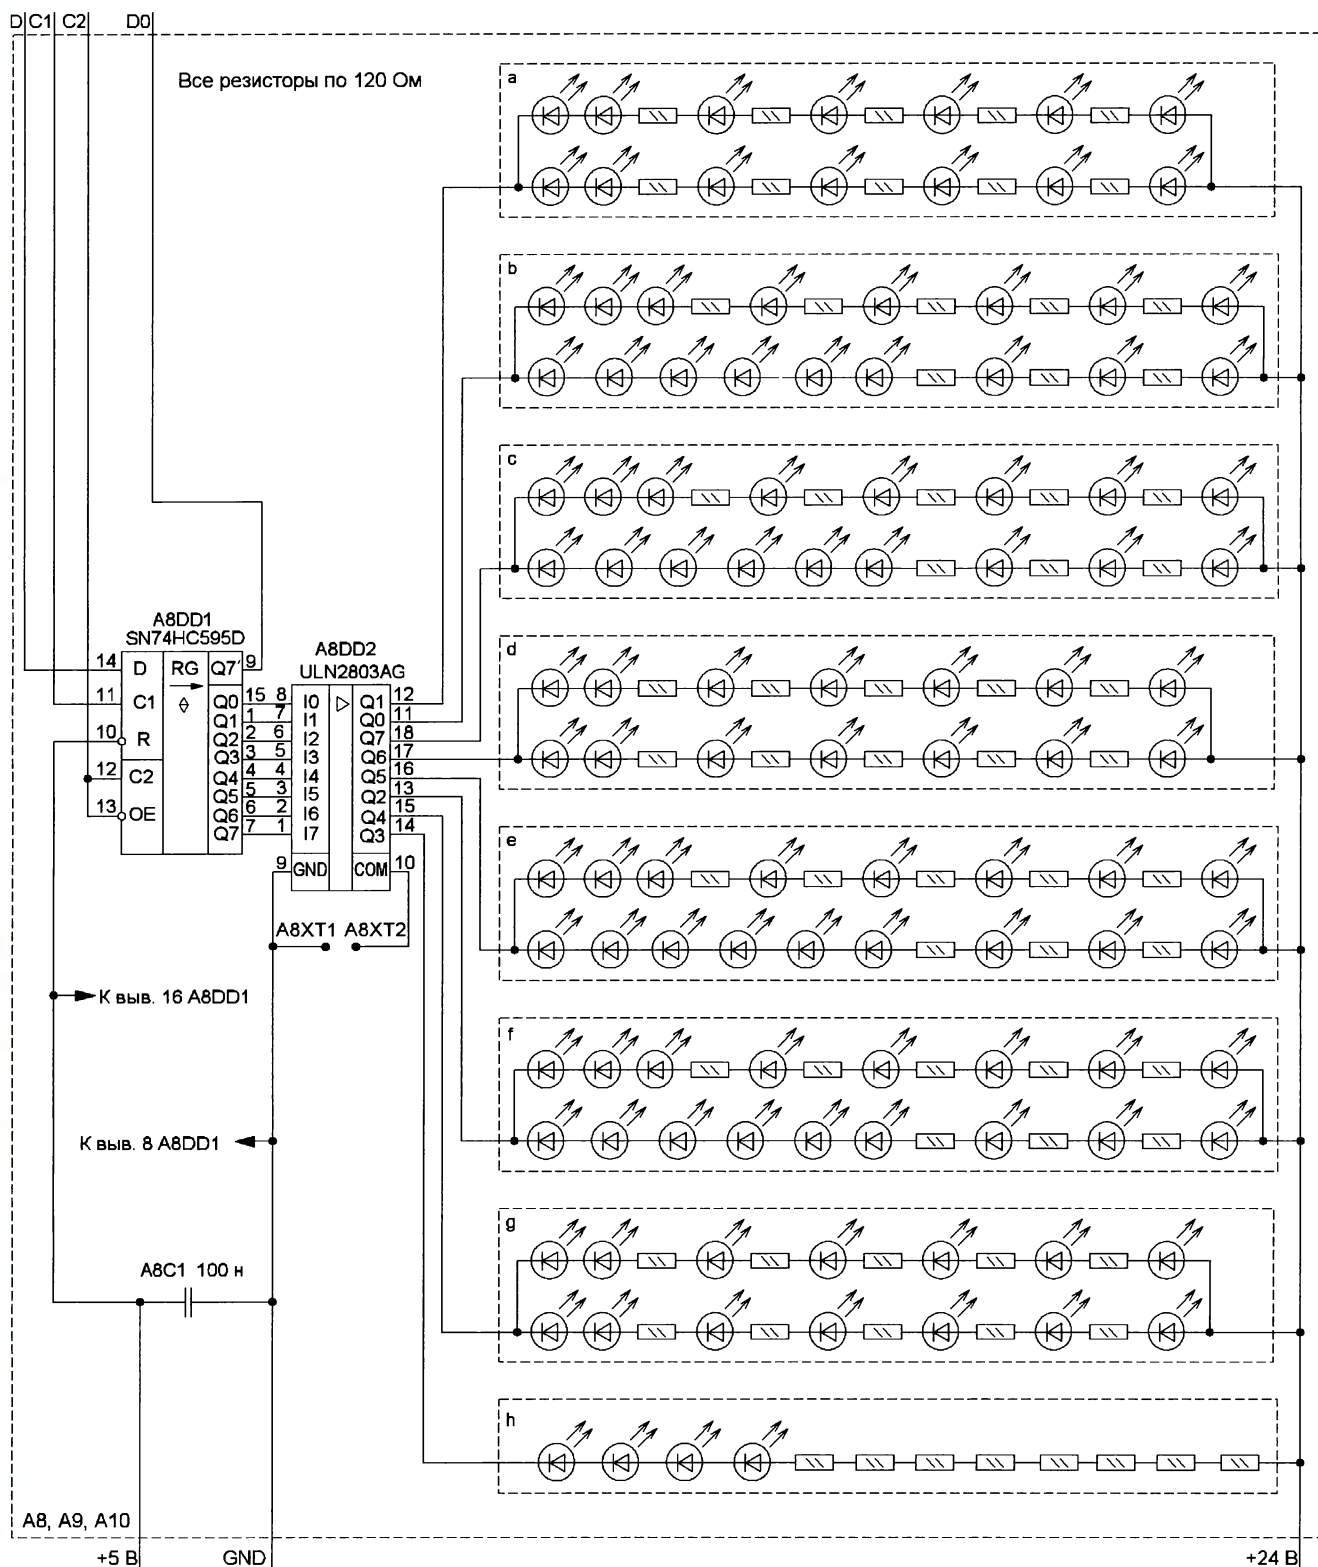 D C1 C2 D0
Все резисторы по 120 Ом
a
b
c
d
e
f
g
h
A8DD1
SN74HC595D
14 D RG Q7' 9
11 C1
10 R
12 C2
13 OE
Q0 15
Q1 1
Q2 2
Q3 3
Q4 4
Q5 5
Q6 6
Q7 7
A8DD2
ULN2803AG
8 I0 Q1 12
7 I1 Q0 11
6 I2 Q7 18
5 I3 Q6 17
4 I4 Q5 16
3 I5 Q2 13
2 I6 Q4 15
1 I7 Q3 14
9 GND COM 10
A8XT1 A8XT2
К выв. 16 A8DD1
К выв. 8 A8DD1
A8C1 100 н
A8, A9, A10
+5 В GND +24 В